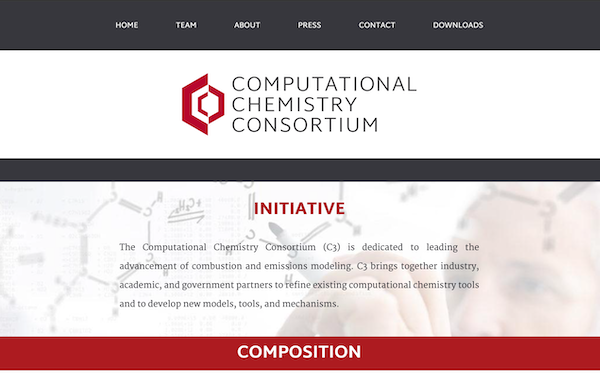 HOME TEAM ABOUT PRESS CONTACT DOWNLOADS
COMPUTATIONAL
CHEMISTRY
CONSORTIUM
INITIATIVE
The Computational Chemistry Consortium (C3) is dedicated to leading the
advancement of combustion and emissions modeling. C3 brings together industry,
academic, and government partners to refine existing computational chemistry tools
and to develop new models, tools, and mechanisms.
COMPOSITION